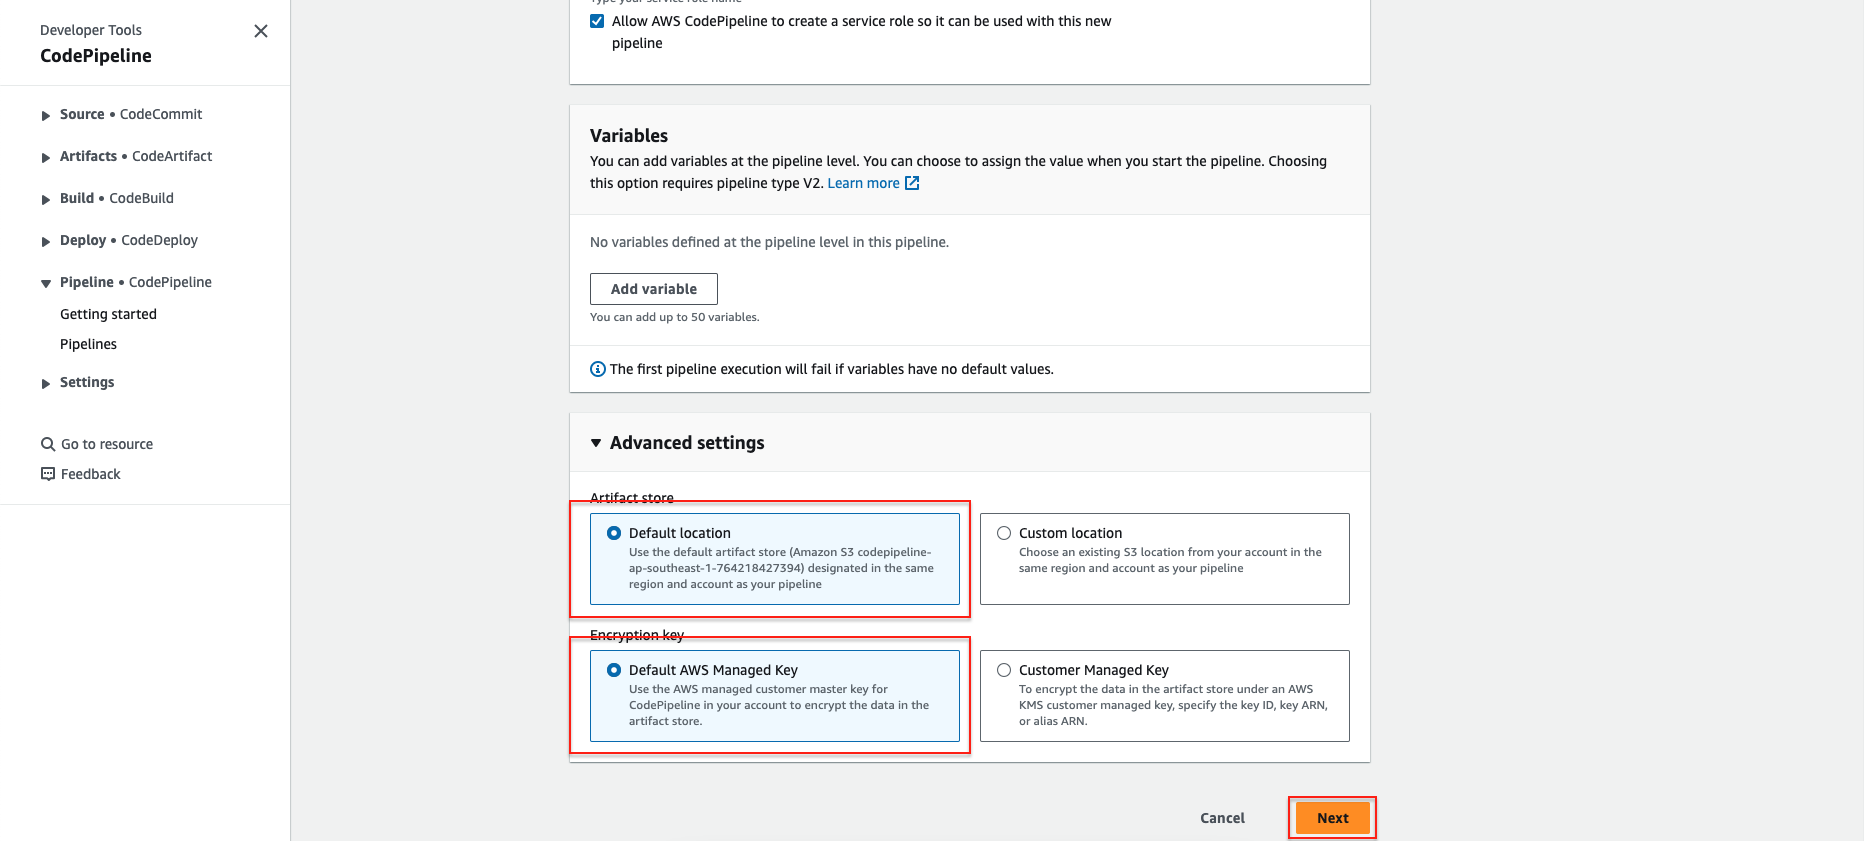 Developer Tools
CodePipeline
Source • CodeCommit
Artifacts • CodeArtifact
Build • CodeBuild
Deploy • CodeDeploy
Pipeline • CodePipeline
Getting started
Pipelines
Settings
Go to resource
Feedback
Type your service role name
Allow AWS CodePipeline to create a service role so it can be used with this new
pipeline
Variables
You can add variables at the pipeline level. You can choose to assign the value when you start the pipeline. Choosing
this option requires pipeline type V2. Learn more
No variables defined at the pipeline level in this pipeline.
Add variable
You can add up to 50 variables.
The first pipeline execution will fail if variables have no default values.
Advanced settings
Artifact store
Default location
Use the default artifact store (Amazon S3 codepipeline-
ap-southeast-1-764218427394) designated in the same
region and account as your pipeline
Custom location
Choose an existing S3 location from your account in the
same region and account as your pipeline
Encryption key
Default AWS Managed Key
Use the AWS managed customer master key for
CodePipeline in your account to encrypt the data in the
artifact store.
Customer Managed Key
To encrypt the data in the artifact store under an AWS
KMS customer managed key, specify the key ID, key ARN,
or alias ARN.
Cancel
Next